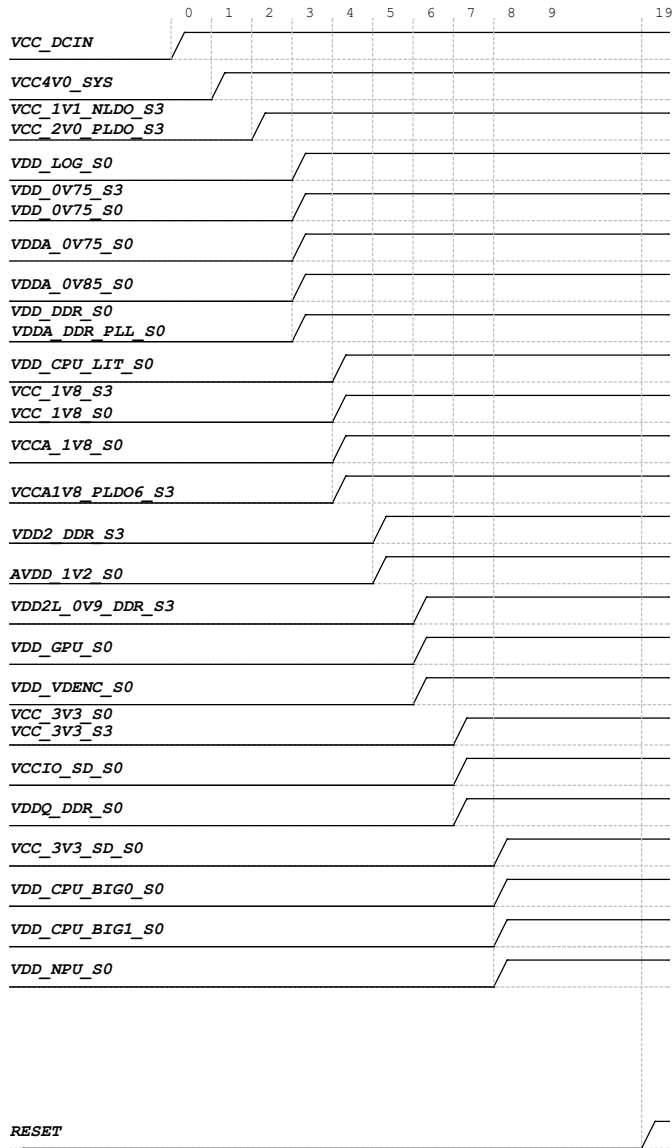 0 1 2 3 4 5 6 7 8 9 19
VCC_DCIN
VCC4V0_SYS
VCC_1V1_NLDO_S3
VCC_2V0_PLDO_S3
VDD_LOG_S0
VDD_0V75_S3
VDD_0V75_S0
VDDA_0V75_S0
VDDA_0V85_S0
VDD_DDR_S0
VDDA_DDR_PLL_S0
VDD_CPU_LIT_S0
VCC_1V8_S3
VCC_1V8_S0
VCCA_1V8_S0
VCCA1V8_PLDO6_S3
VDD2_DDR_S3
AVDD_1V2_S0
VDD2L_0V9_DDR_S3
VDD_GPU_S0
VDD_VDENC_S0
VCC_3V3_S0
VCC_3V3_S3
VCCIO_SD_S0
VDDQ_DDR_S0
VCC_3V3_SD_S0
VDD_CPU_BIG0_S0
VDD_CPU_BIG1_S0
VDD_NPU_S0
RESET